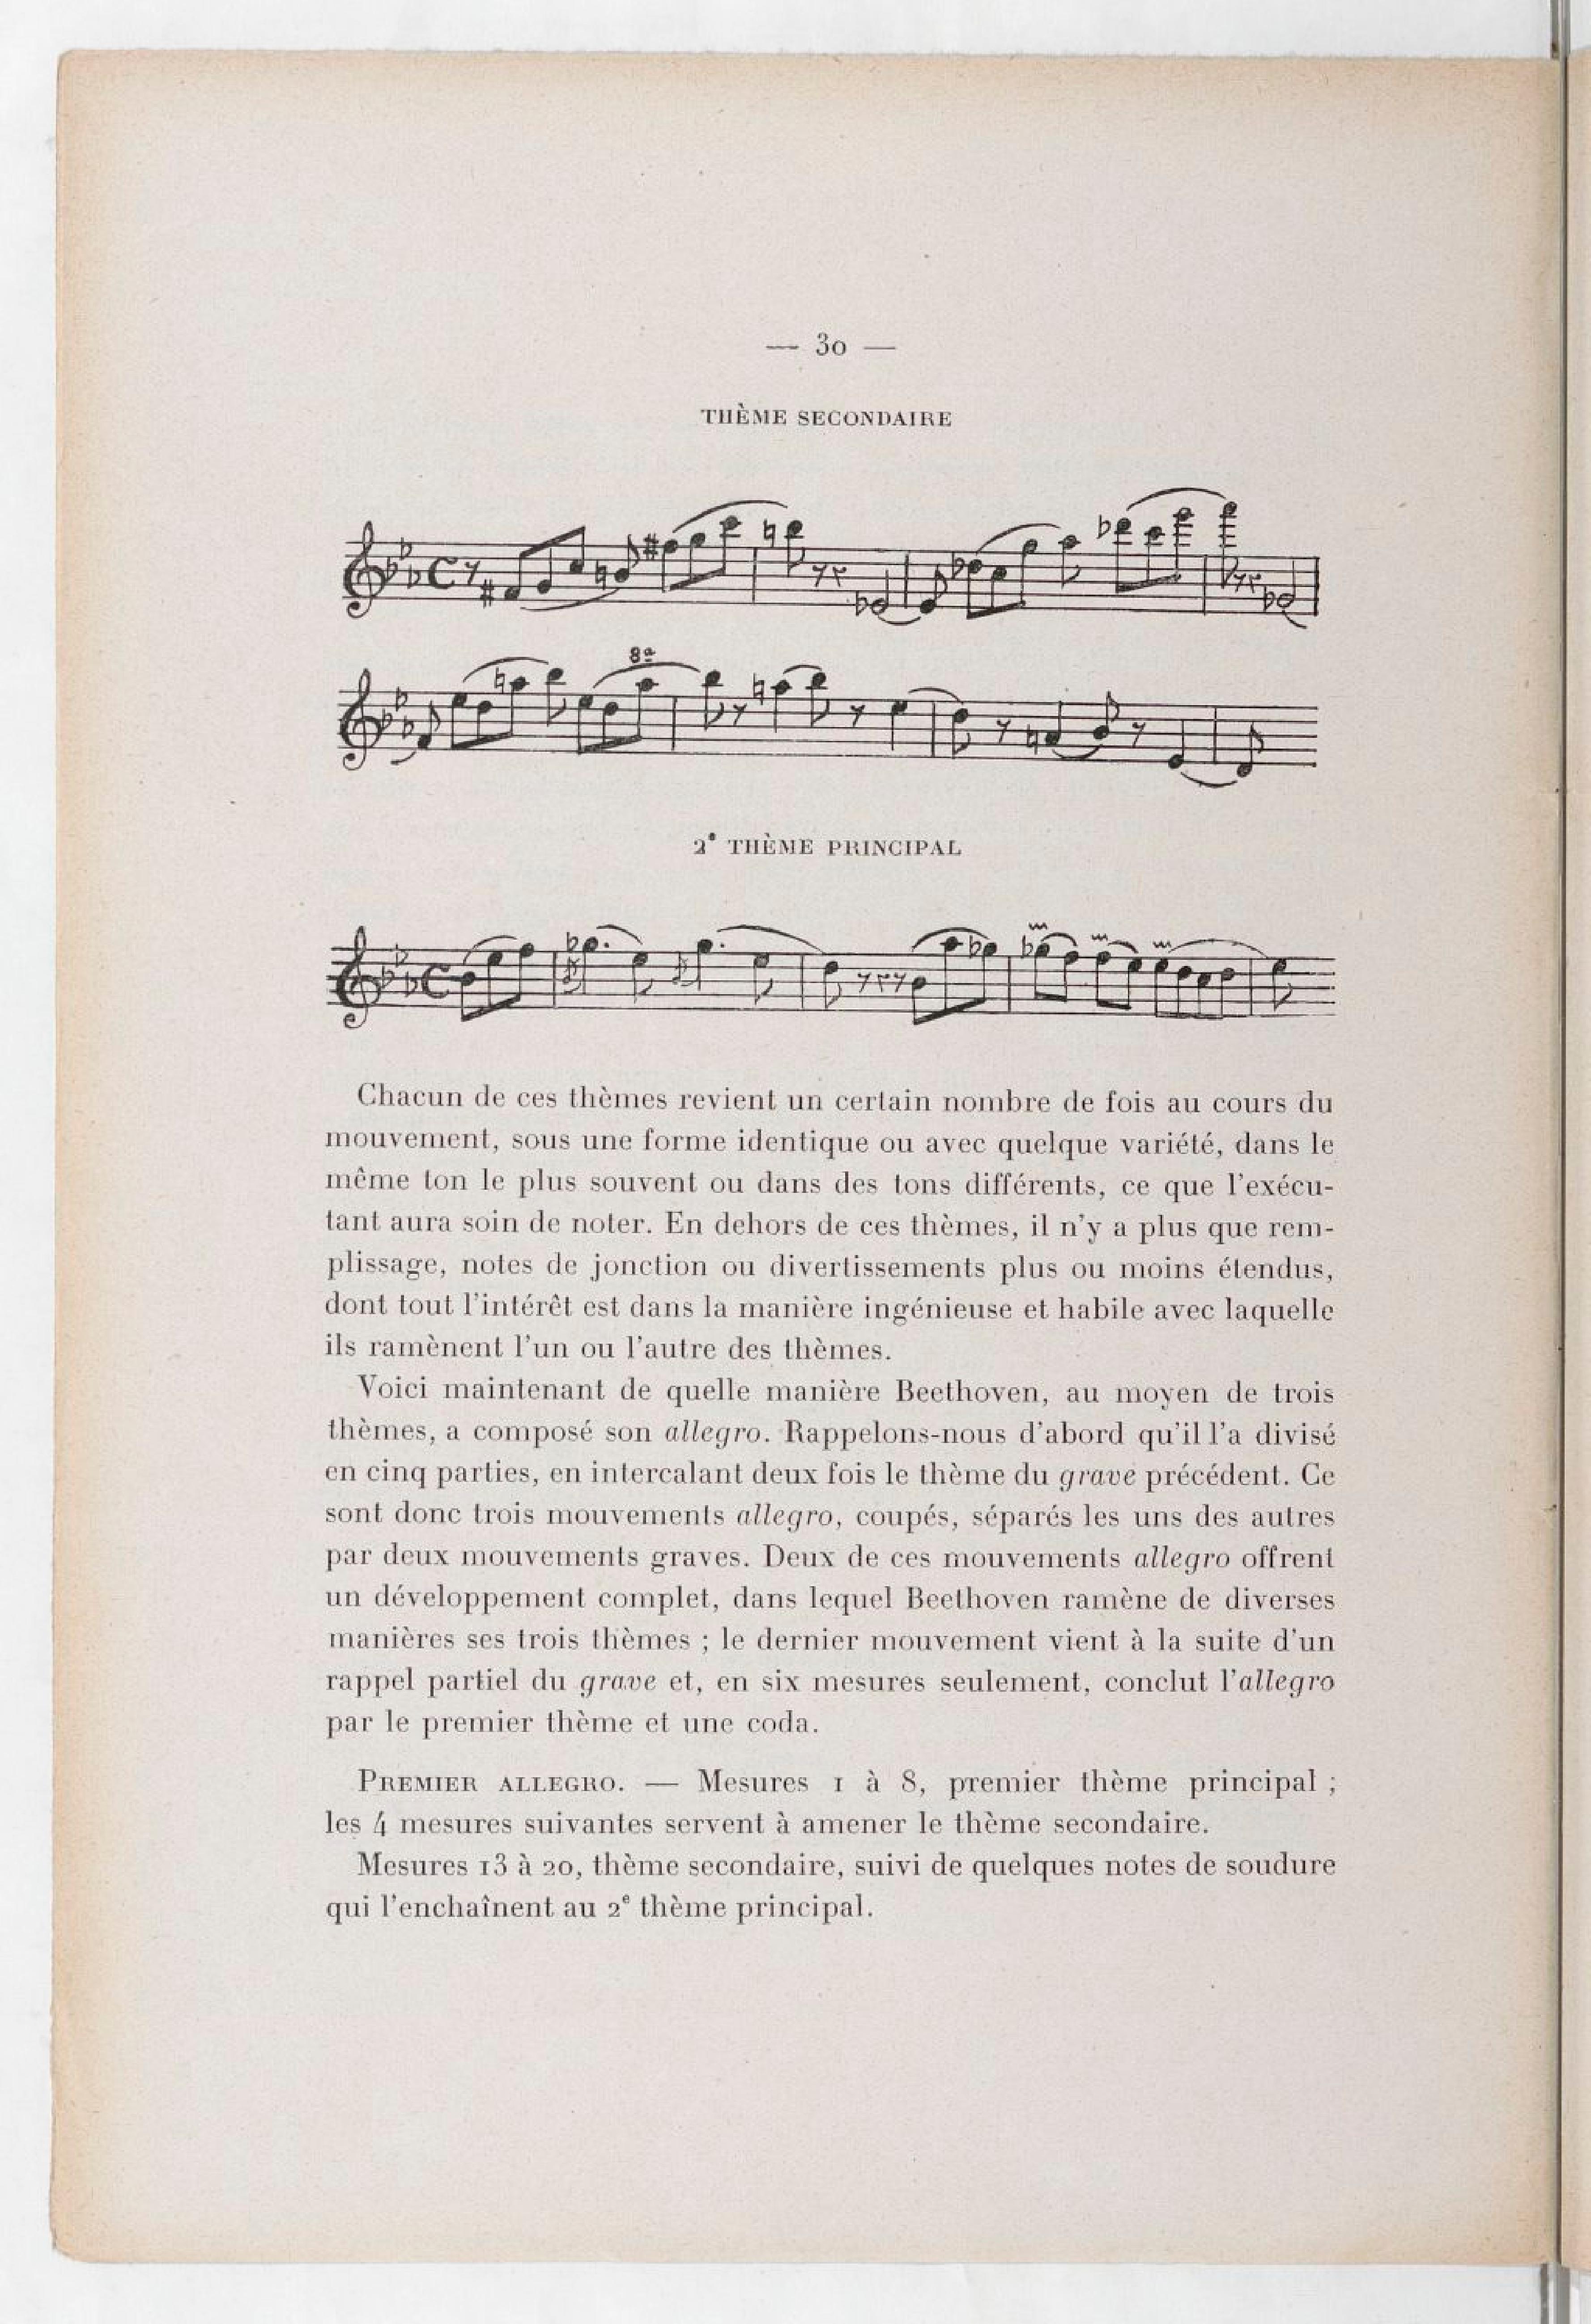 — 30 —
THÈME SECONDAIRE
8ª
2ᵉ THÈME PRINCIPAL
Chacun de ces thèmes revient un certain nombre de fois au cours du
mouvement, sous une forme identique ou avec quelque variété, dans le
même ton le plus souvent ou dans des tons différents, ce que l'exécu-
tant aura soin de noter. En dehors de ces thèmes, il n'y a plus que rem-
plissage, notes de jonction ou divertissements plus ou moins étendus,
dont tout l'intérêt est dans la manière ingénieuse et habile avec laquelle
ils ramènent l'un ou l'autre des thèmes.
Voici maintenant de quelle manière Beethoven, au moyen de trois
thèmes, a composé son allegro. Rappelons-nous d'abord qu'il l'a divisé
en cinq parties, en intercalant deux fois le thème du grave précédent. Ce
sont donc trois mouvements allegro, coupés, séparés les uns des autres
par deux mouvements graves. Deux de ces mouvements allegro offrent
un développement complet, dans lequel Beethoven ramène de diverses
manières ses trois thèmes ; le dernier mouvement vient à la suite d'un
rappel partiel du grave et, en six mesures seulement, conclut l'allegro
par le premier thème et une coda.
PREMIER ALLEGRO. — Mesures 1 à 8, premier thème principal ;
les 4 mesures suivantes servent à amener le thème secondaire.
Mesures 13 à 20, thème secondaire, suivi de quelques notes de soudure
qui l'enchaînent au 2ᵉ thème principal.